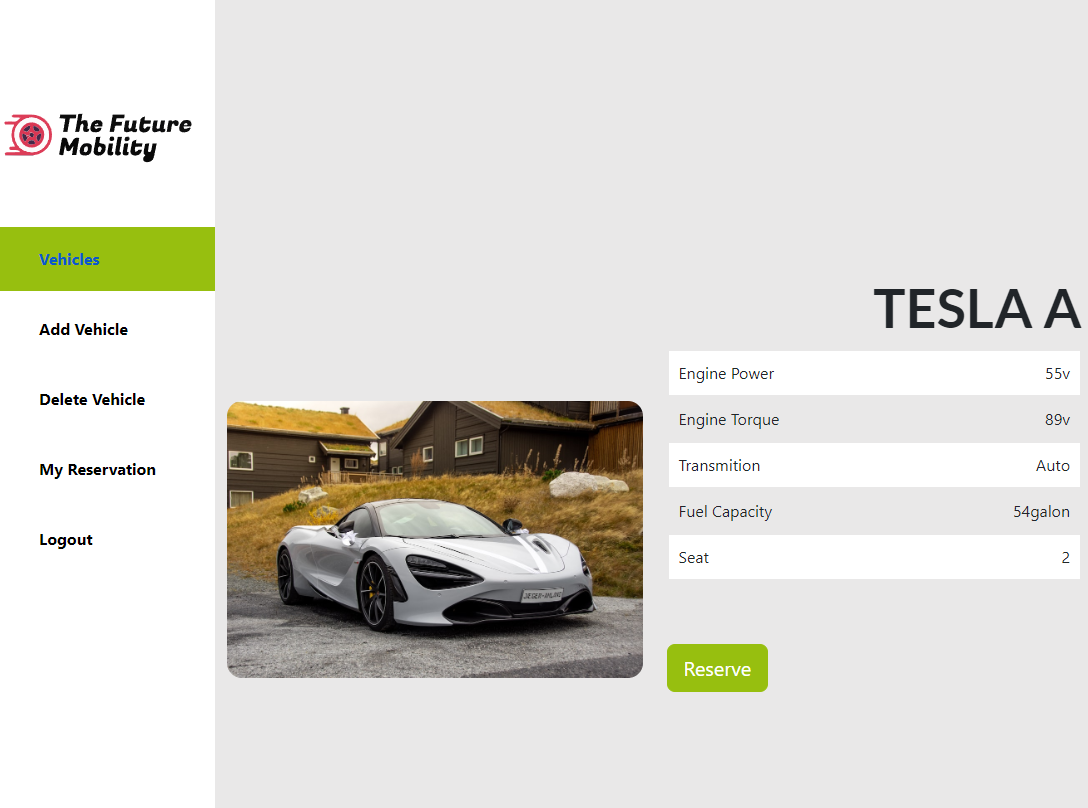 The Future
Mobility
Vehicles
Add Vehicle
Delete Vehicle
My Reservation
Logout
TESLA A
Engine Power 55v
Engine Torque 89v
Transmition Auto
Fuel Capacity 54galon
Seat 2
Reserve